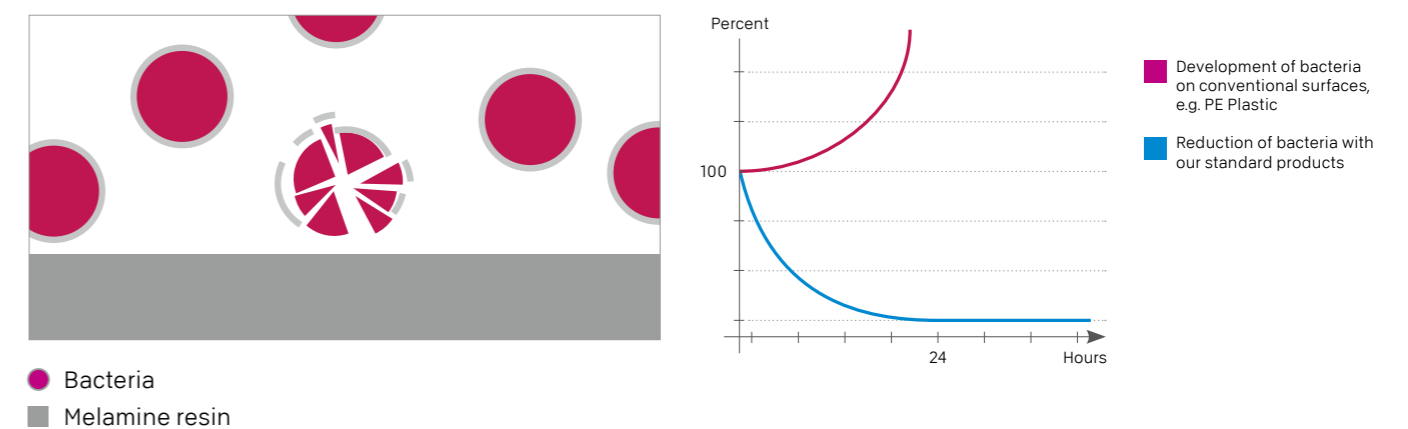 Bacteria
Melamine resin
Percent
100
24
Hours
Development of bacteria
on conventional surfaces,
e.g. PE Plastic
Reduction of bacteria with
our standard products